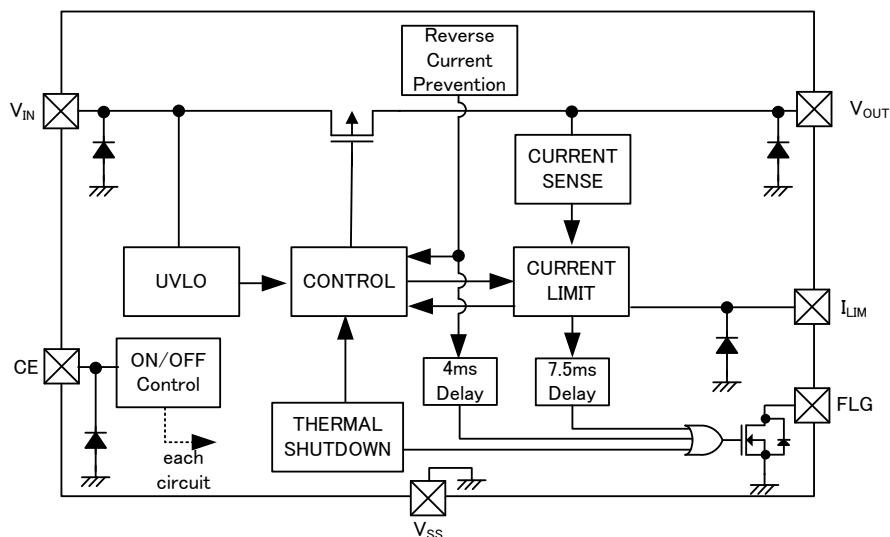 Reverse
Current
Prevention
VIN
VOUT
CURRENT
SENSE
UVLO
CONTROL
CURRENT
LIMIT
ILIM
CE
ON/OFF
Control
4ms
Delay
7.5ms
Delay
FLG
THERMAL
SHUTDOWN
each
circuit
VSS